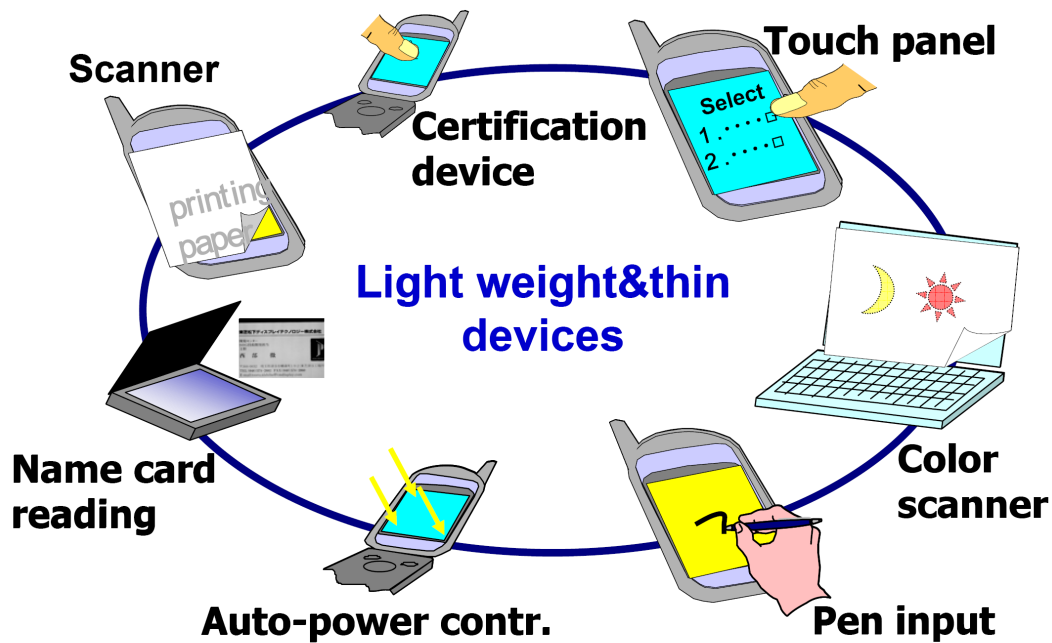 Scanner
Touch panel
Certification
device
Select
1.····□
2.····□
printing
paper
Light weight&thin
devices
Name card
reading
Color
scanner
Auto-power contr.
Pen input